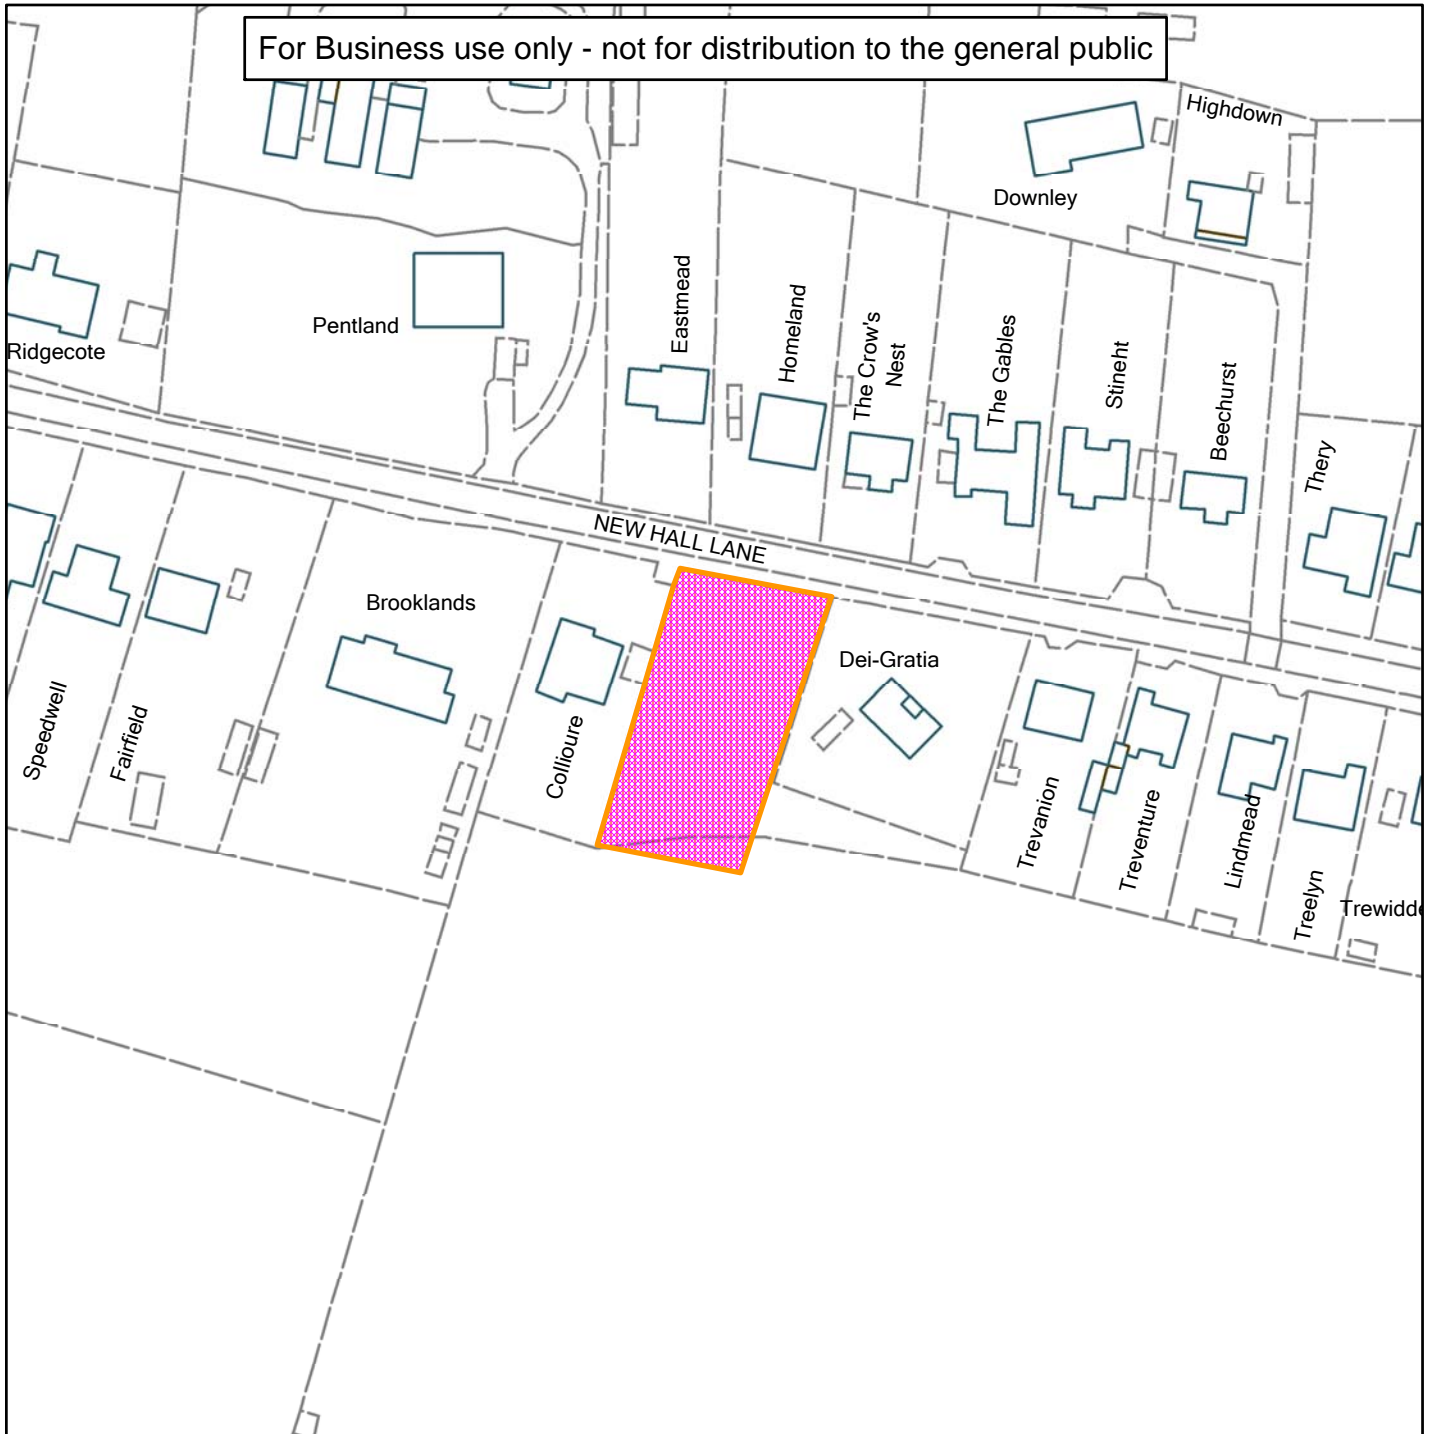 For Business use only - not for distribution to the general public
Highdown
Downley
Pentland
Ridgecote
Eastmead
Homeland
The Crow's
Nest
The Gables
Stineht
Beechurst
Thery
NEW HALL LANE
Brooklands
Dei-Gratia
Speedwell
Fairfield
Collioure
Trevanion
Treventure
Lindmead
Treelyn
Trewidde